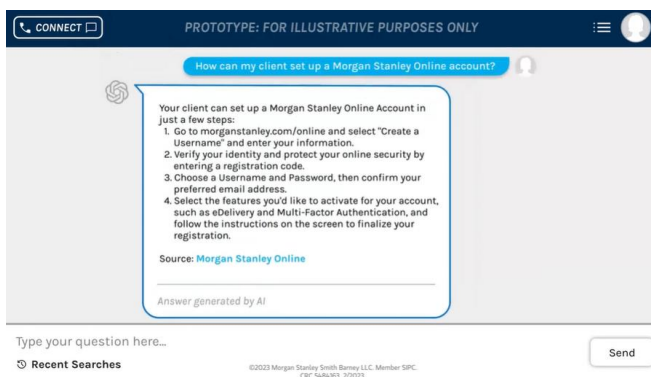 CONNECT
PROTOTYPE: FOR ILLUSTRATIVE PURPOSES ONLY
How can my client set up a Morgan Stanley Online account?
Your client can set up a Morgan Stanley Online Account in
just a few steps:
1. Go to morganstanley.com/online and select "Create a
Username" and enter your information.
2. Verify your identity and protect your online security by
entering a registration code.
3. Choose a Username and Password, then confirm your
preferred email address.
4. Select the features you'd like to activate for your account,
such as eDelivery and Multi-Factor Authentication, and
follow the instructions on the screen to finalize your
registration.
Source: Morgan Stanley Online
Answer generated by AI
Type your question here...
Send
Recent Searches
©2023 Morgan Stanley Smith Barney LLC. Member SIPC.
CRC 5484163 2/2023